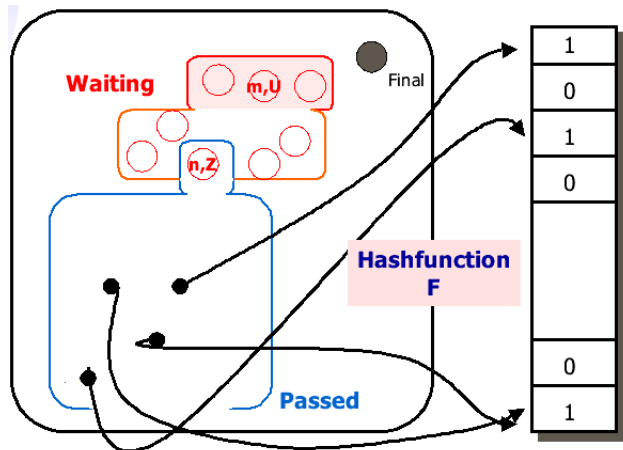 Waiting
m,U
Final
n,Z
Hashfunction
F
Passed
1
0
1
0
0
1